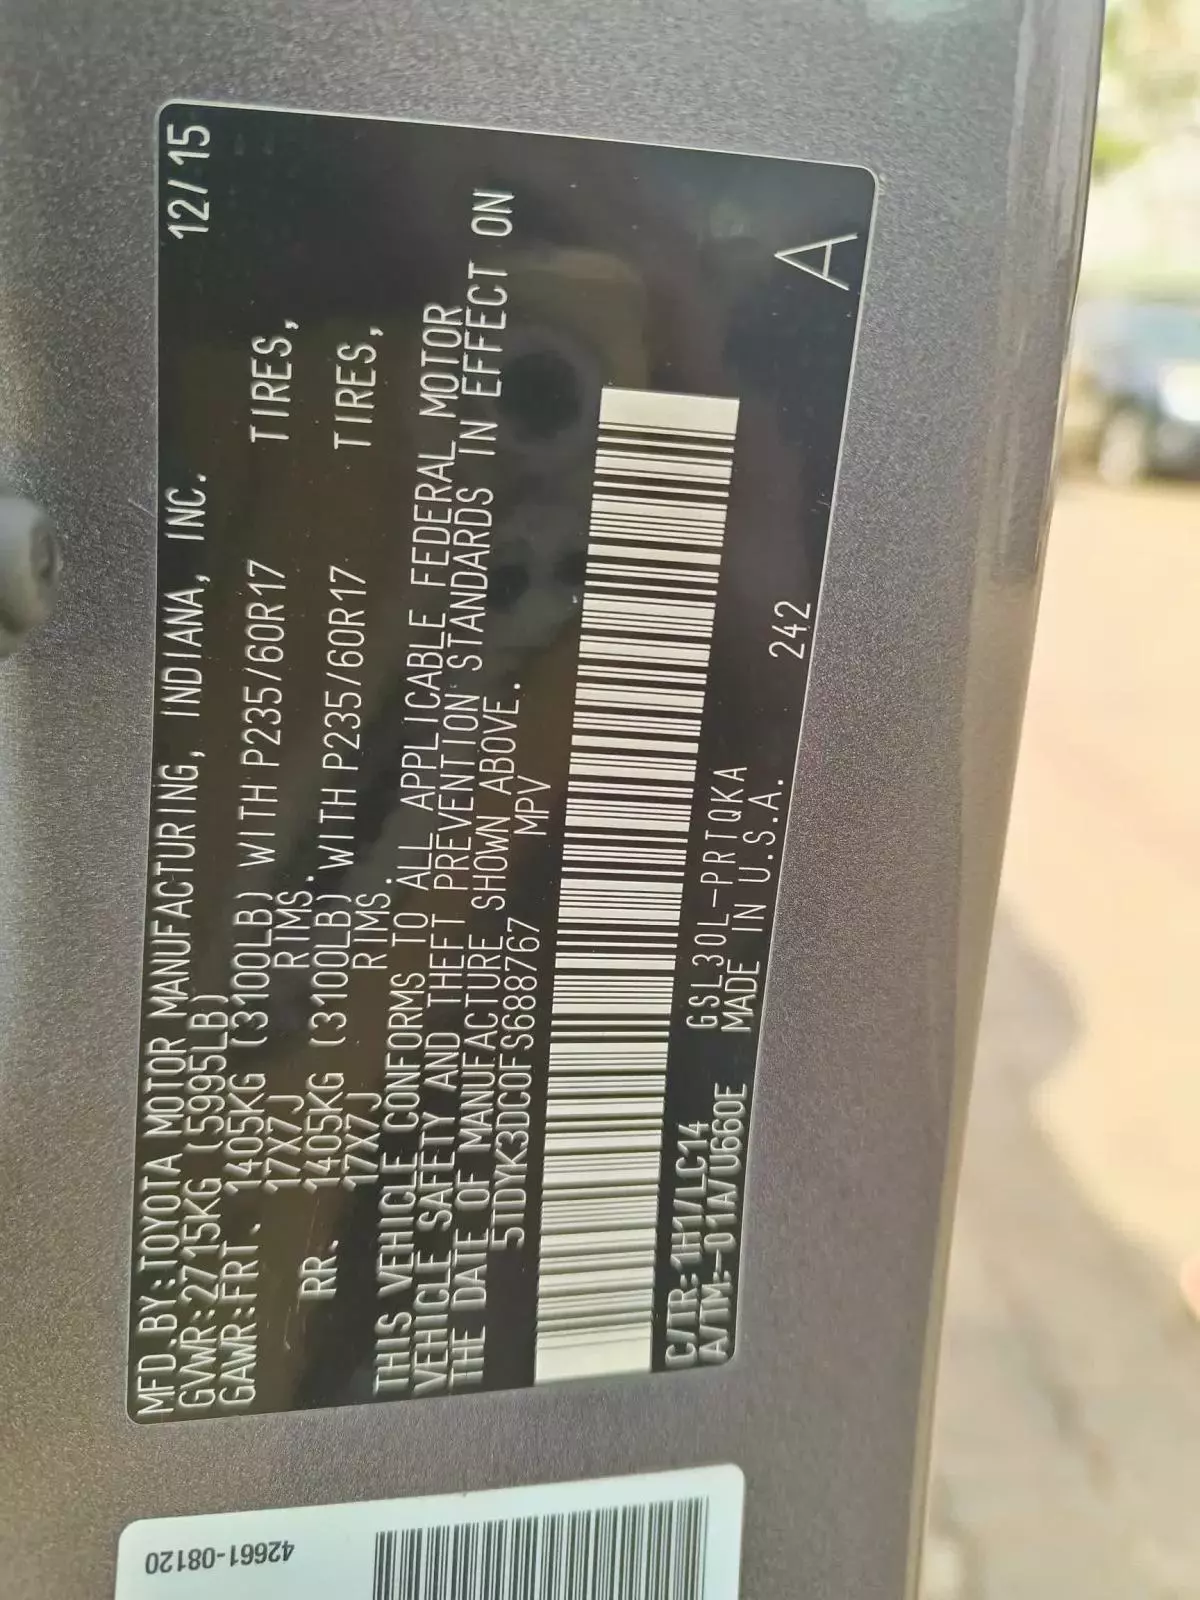 MFD.BY:TOYOTA MOTOR MANUFACTURING, INDIANA, INC. 12/15
GVWR:2715KG (5995LB)
GAWR:FRT. 1405KG (3100LB) WITH P235/60R17 TIRES,
17X7J RIMS.
RR. 1405KG (3100LB) WITH P235/60R17 TIRES,
17X7J RIMS.
THIS VEHICLE CONFORMS TO ALL APPLICABLE FEDERAL MOTOR
VEHICLE SAFETY AND THEFT PREVENTION STANDARDS IN EFFECT ON
THE DATE OF MANUFACTURE SHOWN ABOVE.
5TDYK3DC0FS688767 MPV
C/TR:1H1/LC14 GSL30L-PRTQKA 242
A/TM:-01A/U660E MADE IN U.S.A.
A
42661-08120